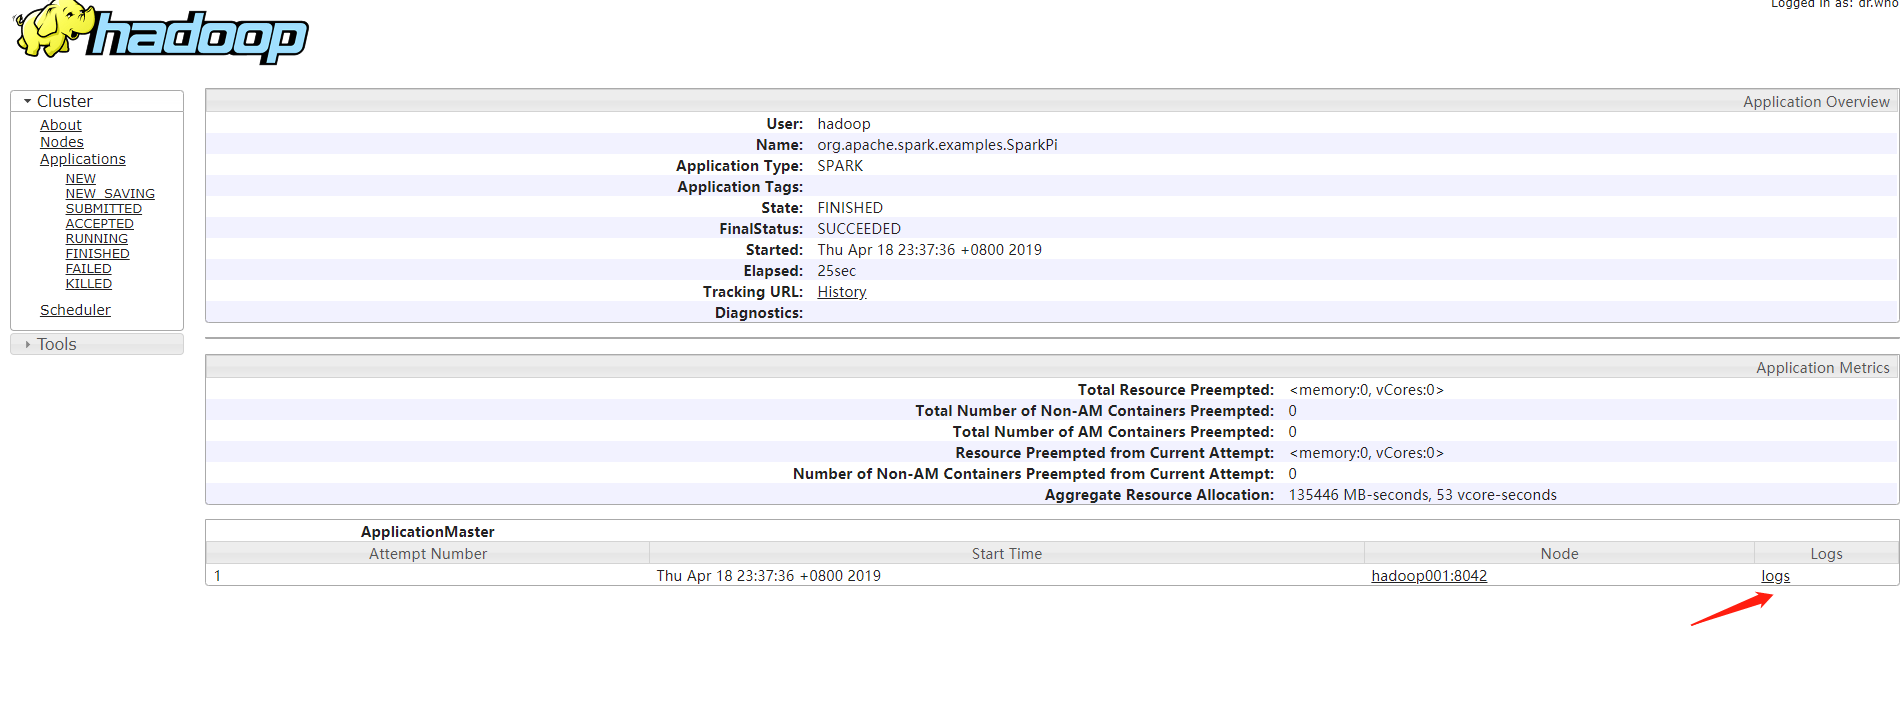 Logged in as: dr.who
hadoop
Cluster
About
Nodes
Applications
NEW
NEW_SAVING
SUBMITTED
ACCEPTED
RUNNING
FINISHED
FAILED
KILLED
Scheduler
Tools
Application Overview
User: hadoop
Name: org.apache.spark.examples.SparkPi
Application Type: SPARK
Application Tags:
State: FINISHED
FinalStatus: SUCCEEDED
Started: Thu Apr 18 23:37:36 +0800 2019
Elapsed: 25sec
Tracking URL: History
Diagnostics:
Application Metrics
Total Resource Preempted: <memory:0, vCores:0>
Total Number of Non-AM Containers Preempted: 0
Total Number of AM Containers Preempted: 0
Resource Preempted from Current Attempt: <memory:0, vCores:0>
Number of Non-AM Containers Preempted from Current Attempt: 0
Aggregate Resource Allocation: 135446 MB-seconds, 53 vcore-seconds
ApplicationMaster
Attempt Number Start Time Node Logs
1 Thu Apr 18 23:37:36 +0800 2019 hadoop001:8042 logs